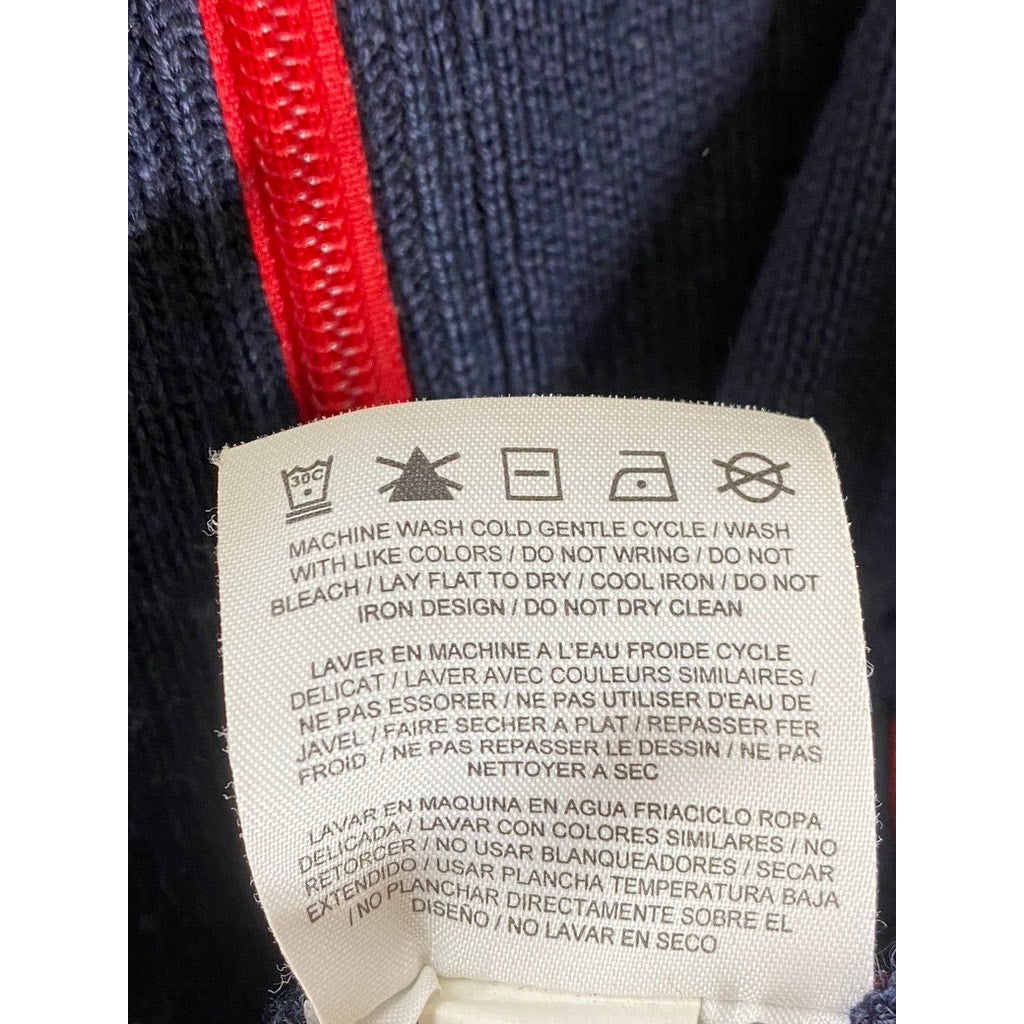 30C
MACHINE WASH COLD GENTLE CYCLE / WASH
WITH LIKE COLORS / DO NOT WRING / DO NOT
BLEACH / LAY FLAT TO DRY / COOL IRON / DO NOT
IRON DESIGN / DO NOT DRY CLEAN
LAVER EN MACHINE A L'EAU FROIDE CYCLE
DELICAT / LAVER AVEC COULEURS SIMILAIRES /
NE PAS ESSORER / NE PAS UTILISER D'EAU DE
JAVEL / FAIRE SECHER A PLAT / REPASSER FER
FROID / NE PAS REPASSER LE DESSIN / NE PAS
NETTOYER A SEC
LAVAR EN MAQUINA EN AGUA FRIACICLO ROPA
DELICADA / LAVAR CON COLORES SIMILARES / NO
RETORCER / NO USAR BLANQUEADORES / SECAR
EXTENDIDO / USAR PLANCHA TEMPERATURA BAJA
/ NO PLANCHAR DIRECTAMENTE SOBRE EL
DISEÑO / NO LAVAR EN SECO